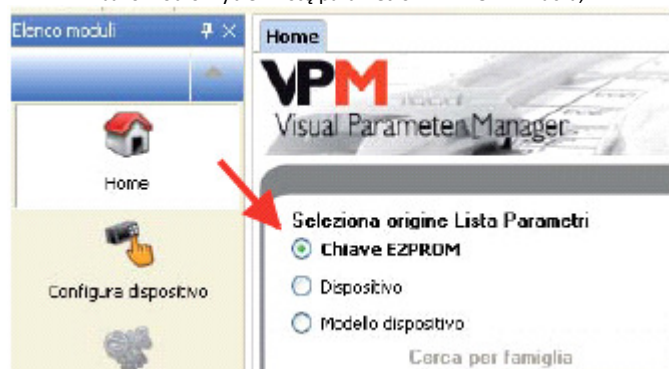 Elenco moduli
Home
VPM
Visual Parameter Manager
Home
Configura dispositivo
Seleziona origine Lista Parametri
Chiave E2PROM
Dispositivo
Modello dispositivo
Cerca per famiglia